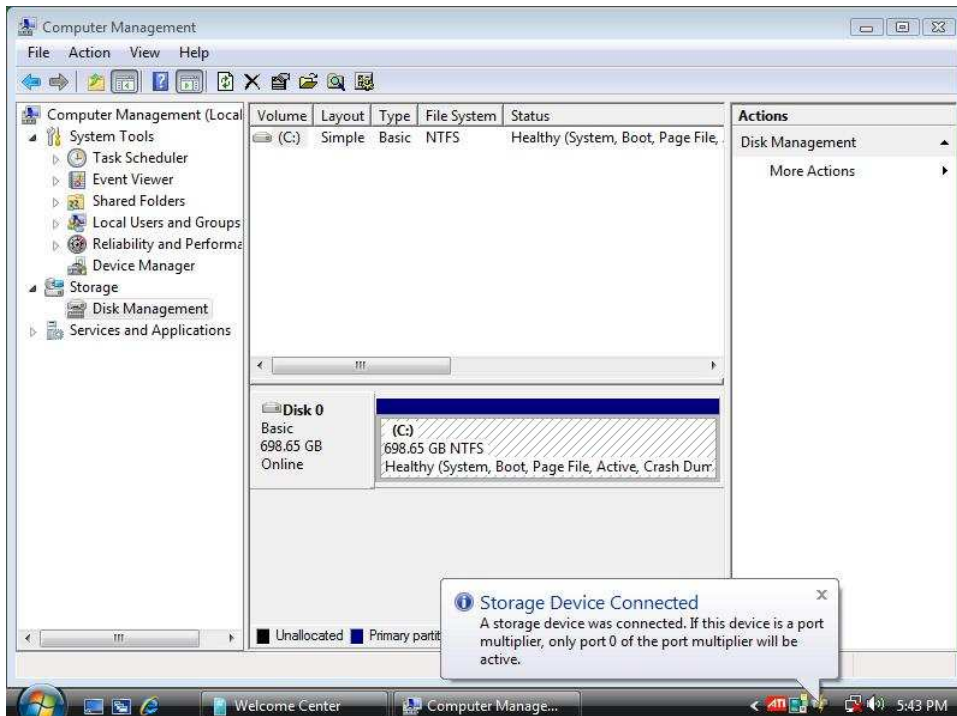 Computer Management
File Action View Help
Computer Management (Local
System Tools
Task Scheduler
Event Viewer
Shared Folders
Local Users and Groups
Reliability and Performa
Device Manager
Storage
Disk Management
Services and Applications
Volume Layout Type File System Status
(C:) Simple Basic NTFS Healthy (System, Boot, Page File,
Disk 0
Basic
698.65 GB
Online
(C:)
698.65 GB NTFS
Healthy (System, Boot, Page File, Active, Crash Dum
Unallocated Primary partit
Actions
Disk Management
More Actions
Storage Device Connected
A storage device was connected. If this device is a port
multiplier, only port 0 of the port multiplier will be
active.
Welcome Center
Computer Manage...
ATI
5:43 PM